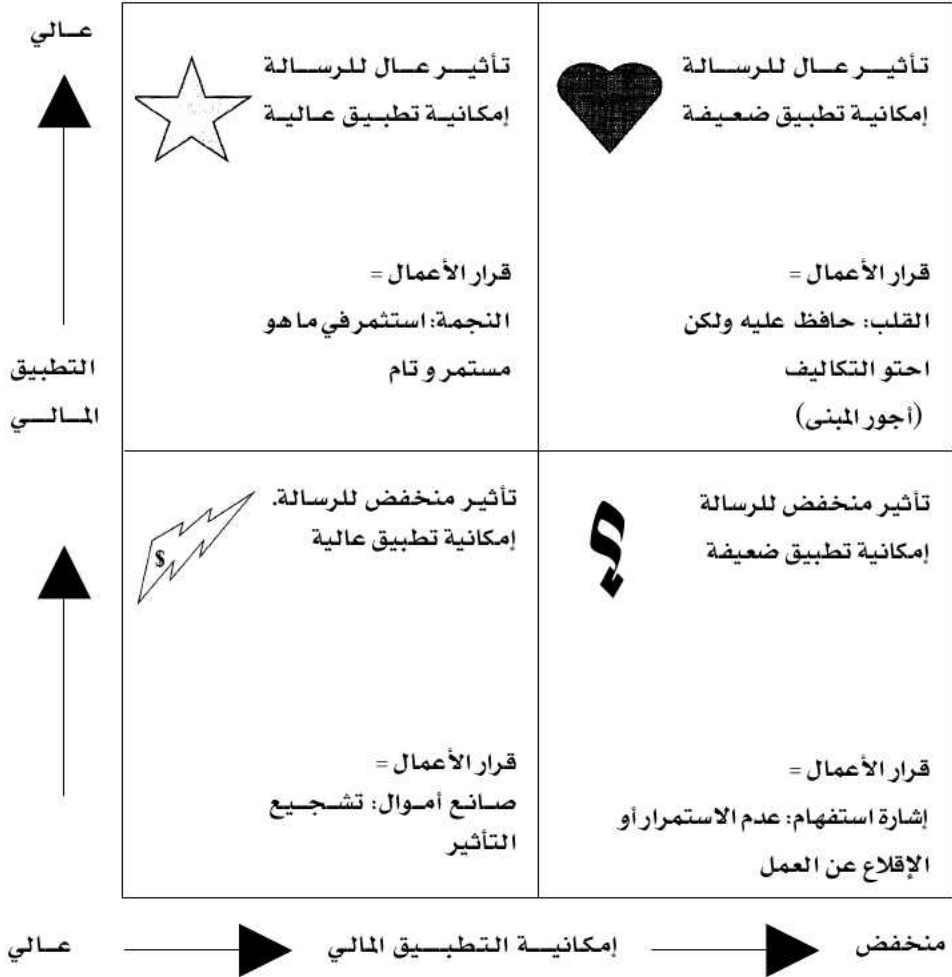 عالي
التطبيق
المالي
تأثير عال للرسالة
إمكانية تطبيق ضعيفة
قرار الأعمال =
القلب: حافظ عليه ولكن
احتو التكاليف
(أجور المبنى)
تأثير عال للرسالة
إمكانية تطبيق عالية
قرار الأعمال =
النجمة: استثمر في ما هو
مستمر و تام
تأثير منخفض للرسالة
إمكانية تطبيق ضعيفة
؟
قرار الأعمال =
إشارة استفهام: عدم الاستمرار أو
الإقلاع عن العمل
تأثير منخفض للرسالة.
إمكانية تطبيق عالية
$
قرار الأعمال =
صانع أموال: تشجيع
التأثير
منخفض إمكانية التطبيق المالي عالي